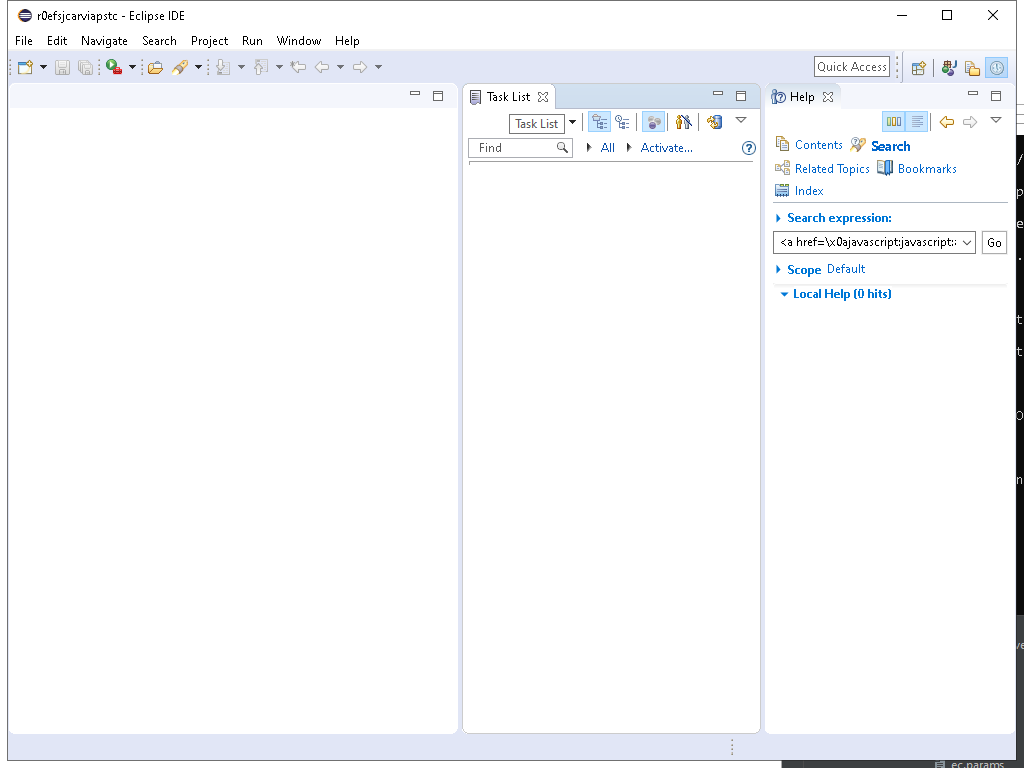 r0efsjcarviapstc - Eclipse IDE
File Edit Navigate Search Project Run Window Help
Quick Access
Task List
Help
Task List
Find
All
Activate...
Contents
Search
Related Topics
Bookmarks
Index
Search expression:
<a href=\x0ajavascript:javascript:
Go
Scope Default
Local Help (0 hits)
ec.params